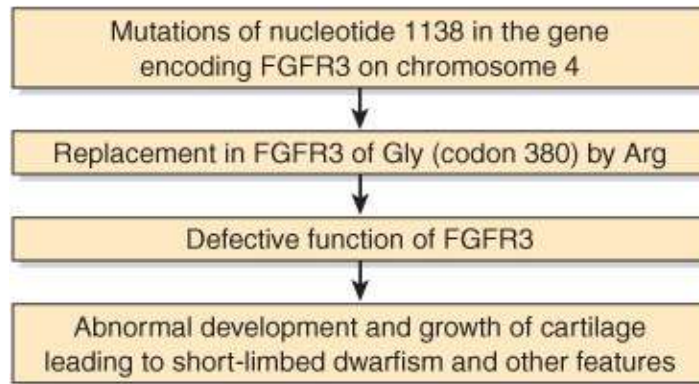 Mutations of nucleotide 1138 in the gene
encoding FGFR3 on chromosome 4
Replacement in FGFR3 of Gly (codon 380) by Arg
Defective function of FGFR3
Abnormal development and growth of cartilage
leading to short-limbed dwarfism and other features